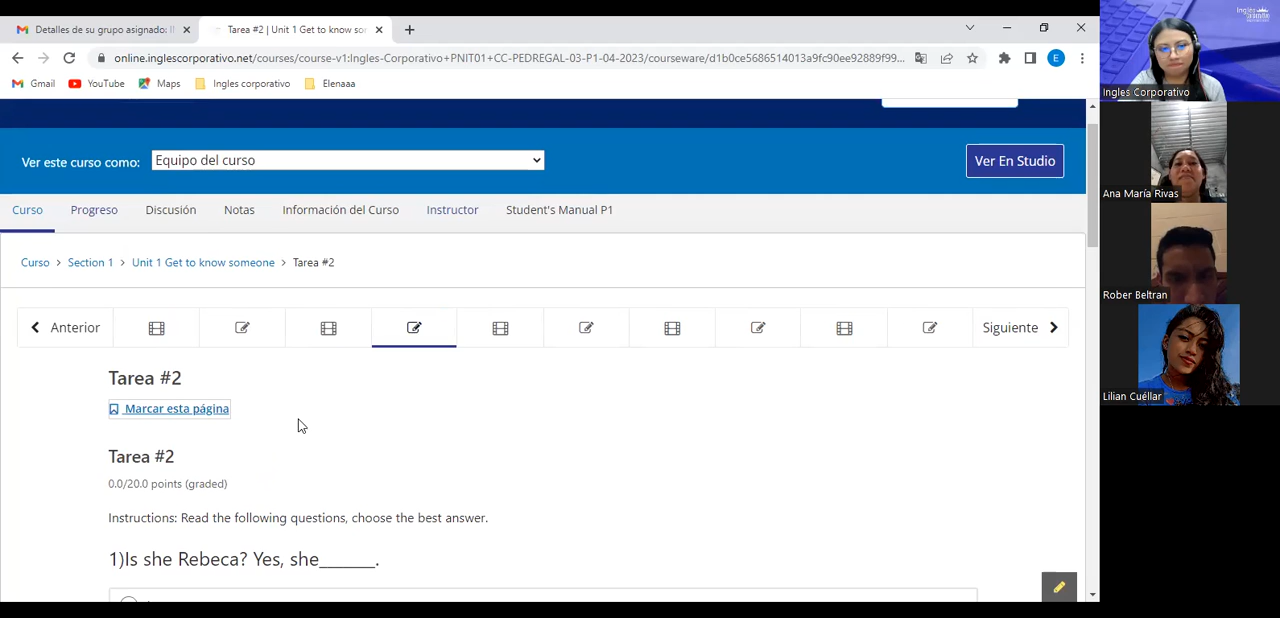 Detalles de su grupo asignado: I
Tarea #2 | Unit 1 Get to know so
online.inglescorporativo.net/courses/course-v1:Ingles-Corporativo+PNIT01+CC-PEDREGAL-03-P1-04-2023/courseware/d1b0ce5686514013a9fc90ee92889f99...
E
Gmail
YouTube
Maps
Ingles corporativo
Elenaaa
Ver este curso como:
Equipo del curso
Ver En Studio
Curso
Progreso
Discusión
Notas
Información del Curso
Instructor
Student's Manual P1
Curso > Section 1 > Unit 1 Get to know someone > Tarea #2
Anterior
Siguiente
Tarea #2
Marcar esta página
Tarea #2
0.0/20.0 points (graded)
Instructions: Read the following questions, choose the best answer.
1)Is she Rebeca? Yes, she______.
Ingles
Ingles Corporativo
Ana María Rivas
Rober Beltran
Lilian Cuéllar